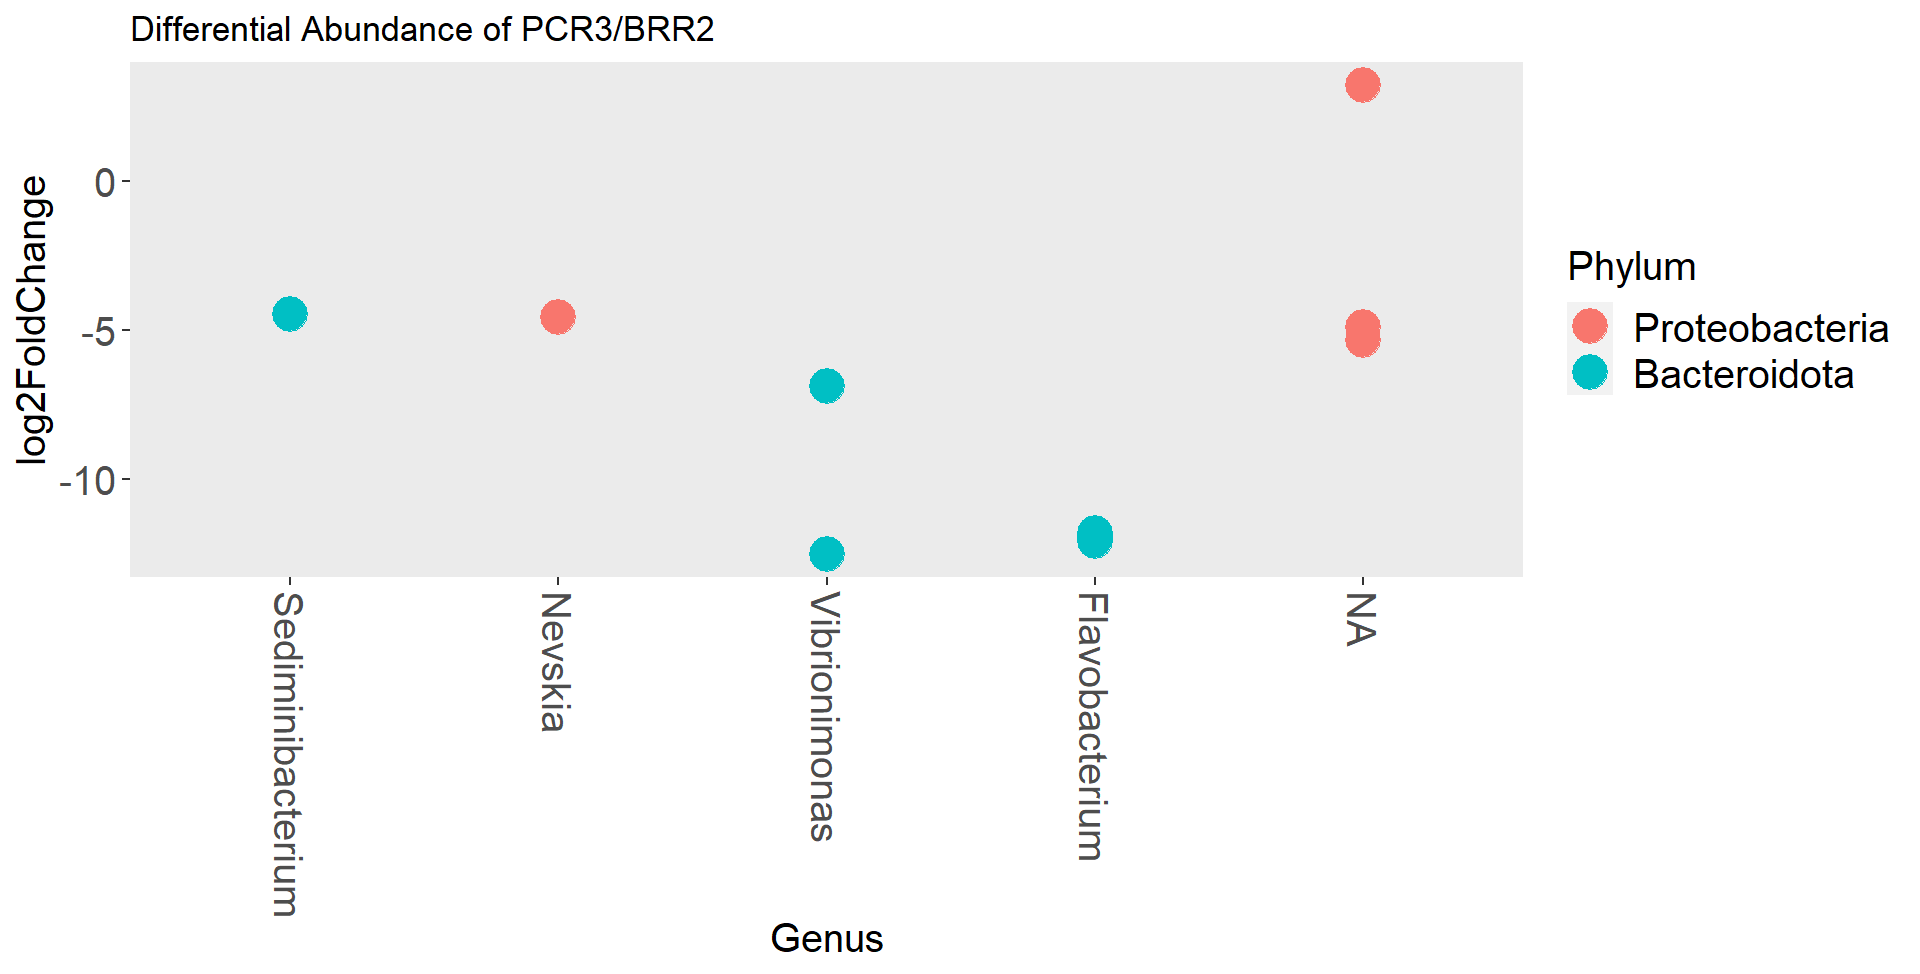 Differential Abundance of PCR3/BRR2
log2FoldChange
0
-5
-10
Sediminibacterium
Nevskia
Vibrionimonas
Flavobacterium
NA
Genus
Phylum
Proteobacteria
Bacteroidota